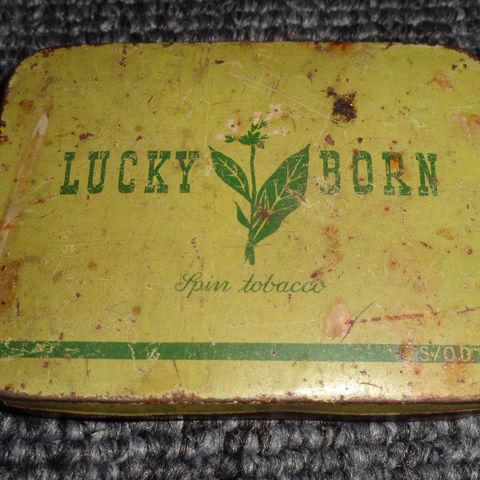 LUCKY BORN
Spin tobacco
S/O.D